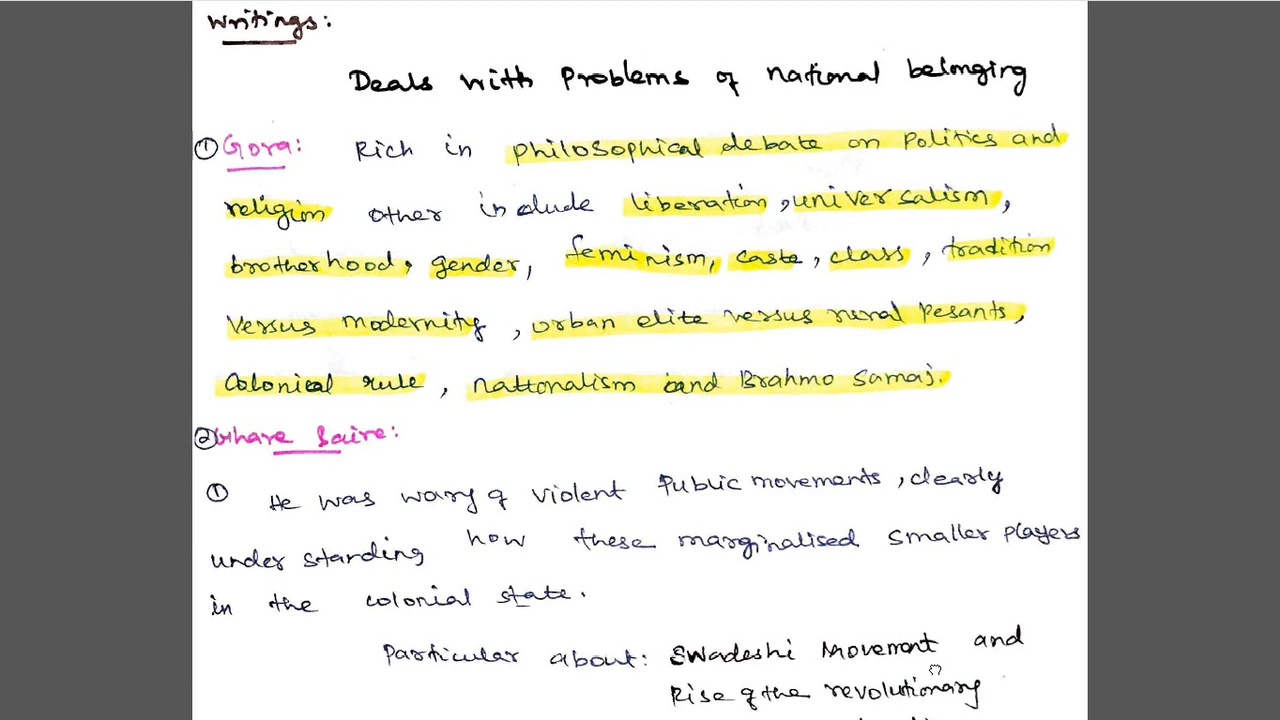 Writings:
Deals with Problems of national belonging
① Gora: Rich in philosophical debate on Politics and
religion other include liberation, universalism,
brotherhood, gender, feminism, caste, class, tradition
versus modernity, urban elite versus rural Pesants,
Colonial rule, nationalism and Brahmo Samaj.
② Ghare Baire:
① He was wary of violent Public movements, clearly
understanding how these marginalised smaller players
in the colonial state.
Particular about: Swadeshi Movement and
Rise of the revolutionary